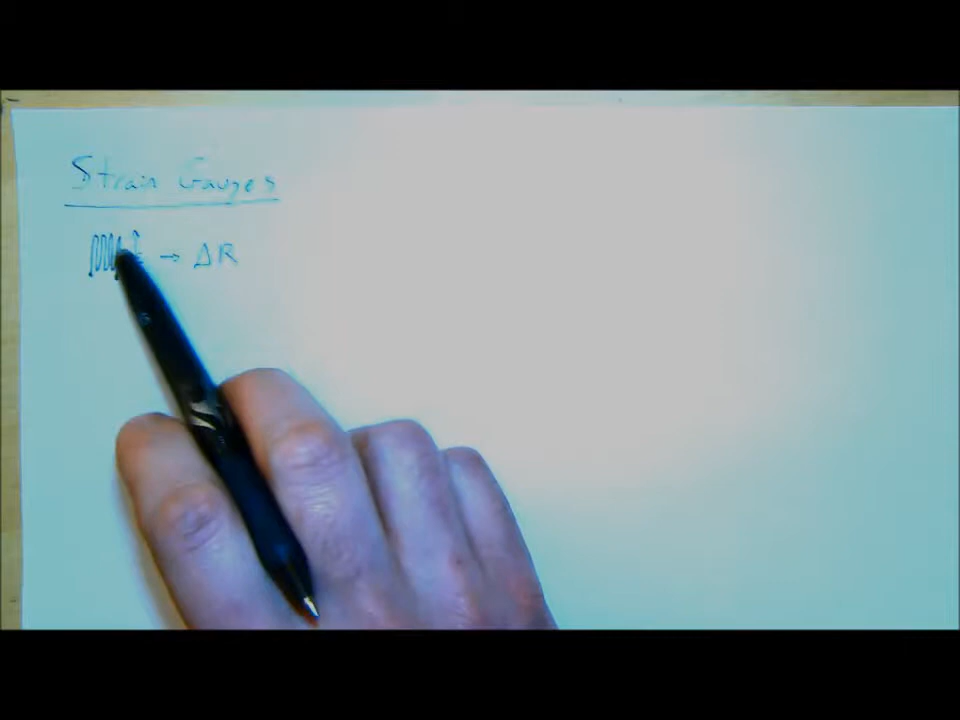 Strain Gauges
→ ΔR